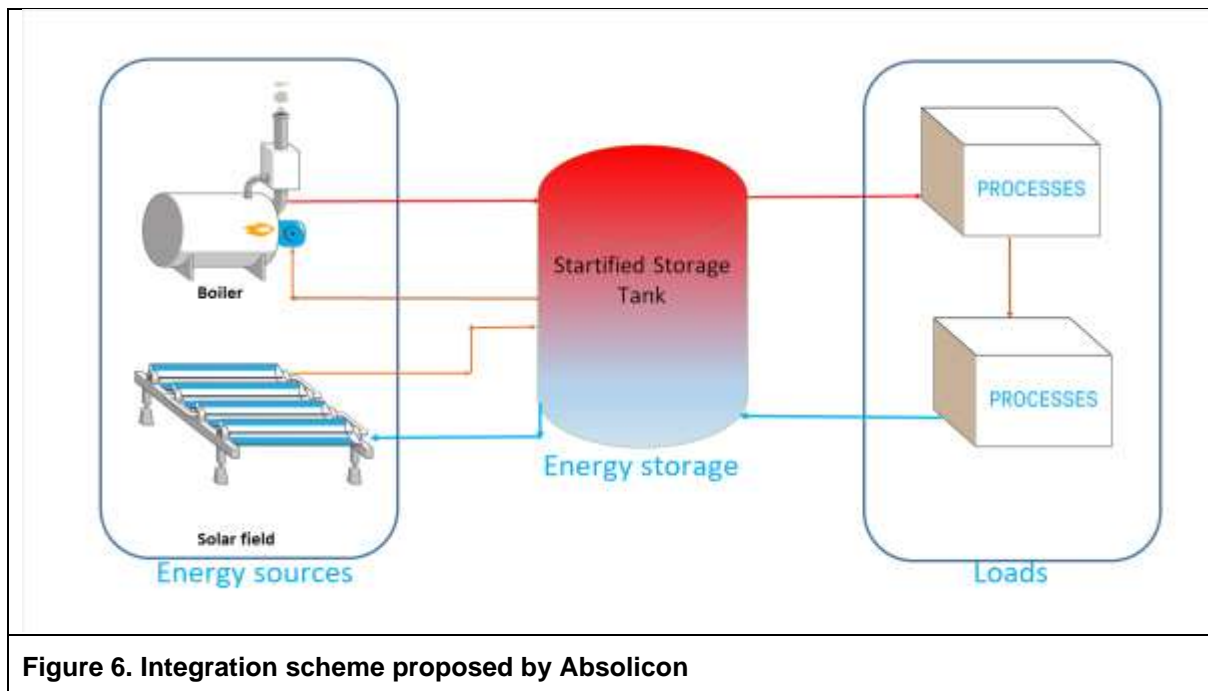 Boiler
Solar field
Energy sources
Startified Storage
Tank
Energy storage
PROCESSES
PROCESSES
Loads
Figure 6. Integration scheme proposed by Absolicon